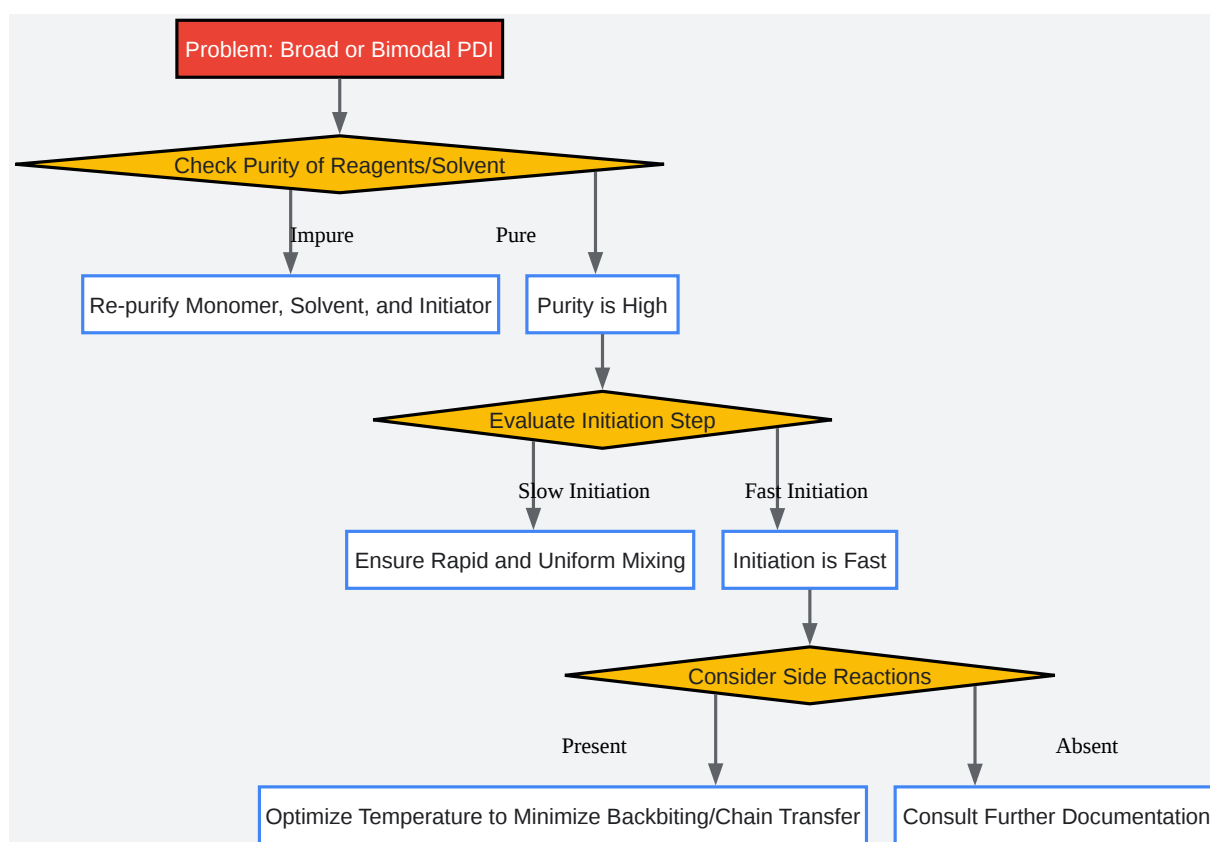 Problem: Broad or Bimodal PDI
Check Purity of Reagents/Solvent
Impure
Pure
Re-purify Monomer, Solvent, and Initiator
Purity is High
Evaluate Initiation Step
Slow Initiation
Fast Initiation
Ensure Rapid and Uniform Mixing
Initiation is Fast
Consider Side Reactions
Present
Absent
Optimize Temperature to Minimize Backbiting/Chain Transfer
Consult Further Documentation